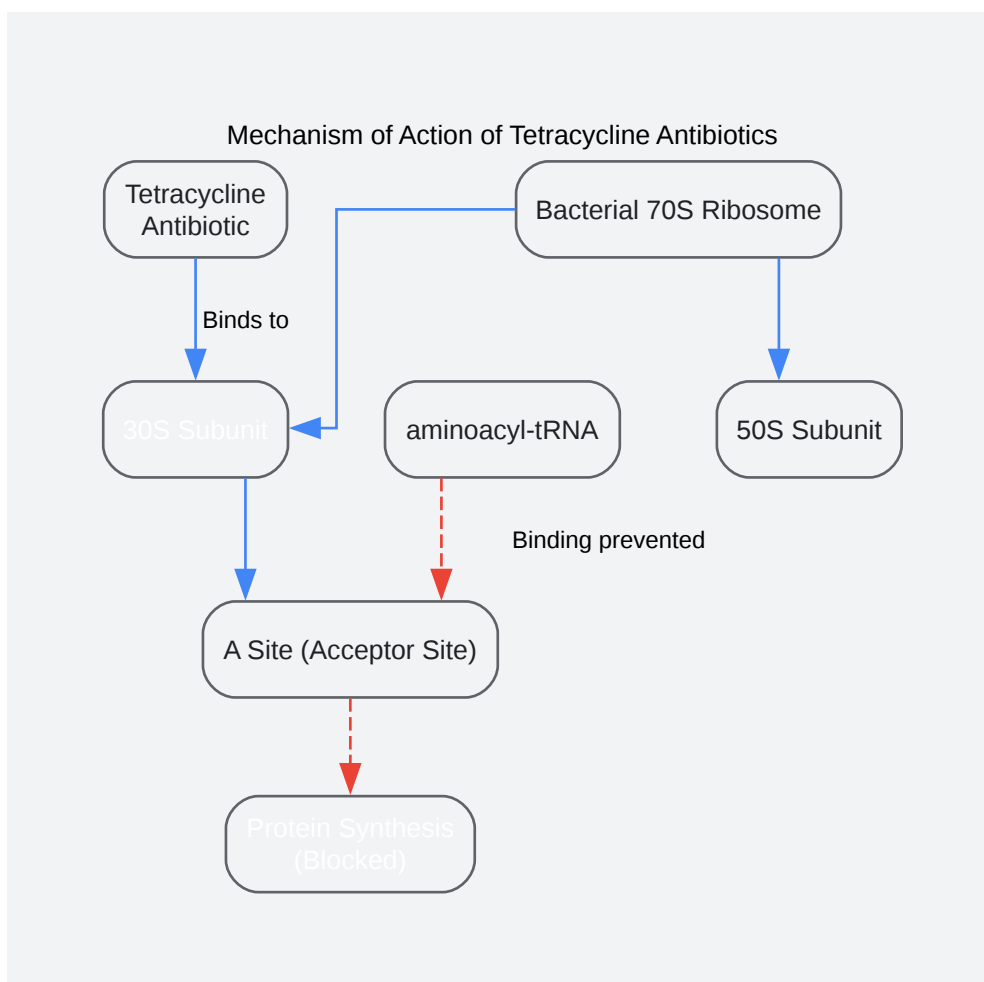 Mechanism of Action of Tetracycline Antibiotics
Tetracycline
Antibiotic
Bacterial 70S Ribosome
Binds to
30S Subunit
aminoacyl-tRNA
50S Subunit
Binding prevented
A Site (Acceptor Site)
Protein Synthesis
(Blocked)